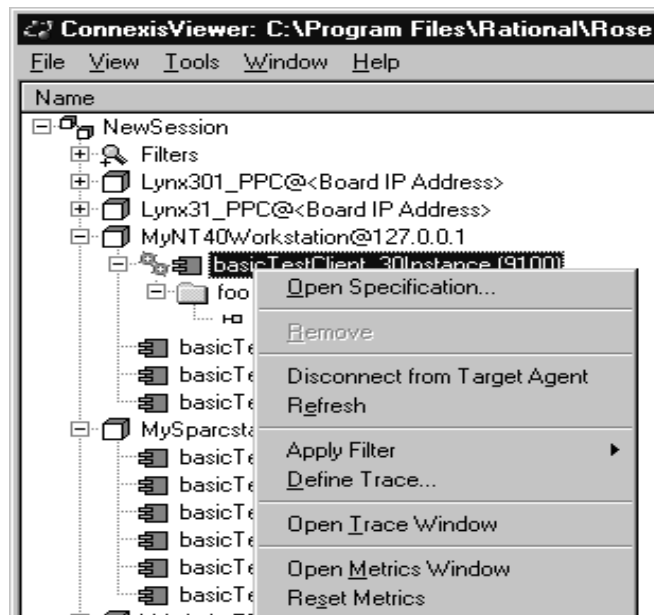 ConnexisViewer: C:\Program Files\Rational\Rose
File View Tools Window Help
Name
NewSession
Filters
Lynx301_PPC@<Board IP Address>
Lynx31_PPC@<Board IP Address>
MyNT40Workstation@127.0.0.1
basicTestClient_30Instance (9100)
foo
Open Specification...
Remove
basicTe
basicTe
basicTe
Disconnect from Target Agent
Refresh
MySparcsta
basicTe
basicTe
basicTe
basicTe
basicTe
basicTe
Apply Filter
Define Trace...
Open Trace Window
Open Metrics Window
Reset Metrics